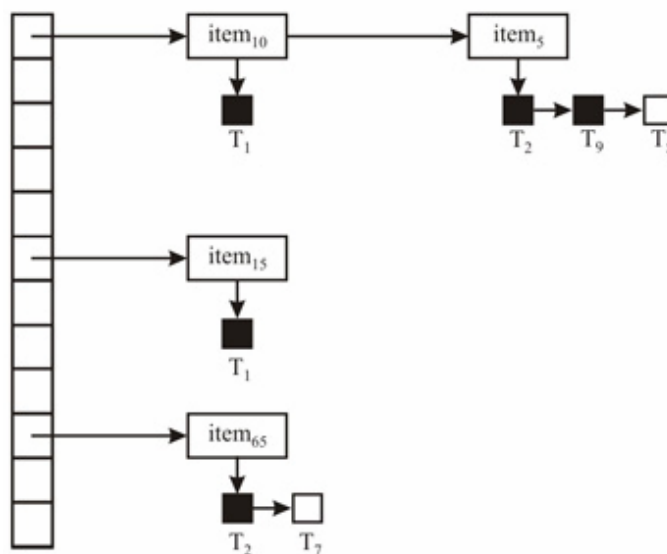 item₁₀ item₅
T₁ T₂ T₉
item₁₅
T₁
item₆₅
T₂ T₇